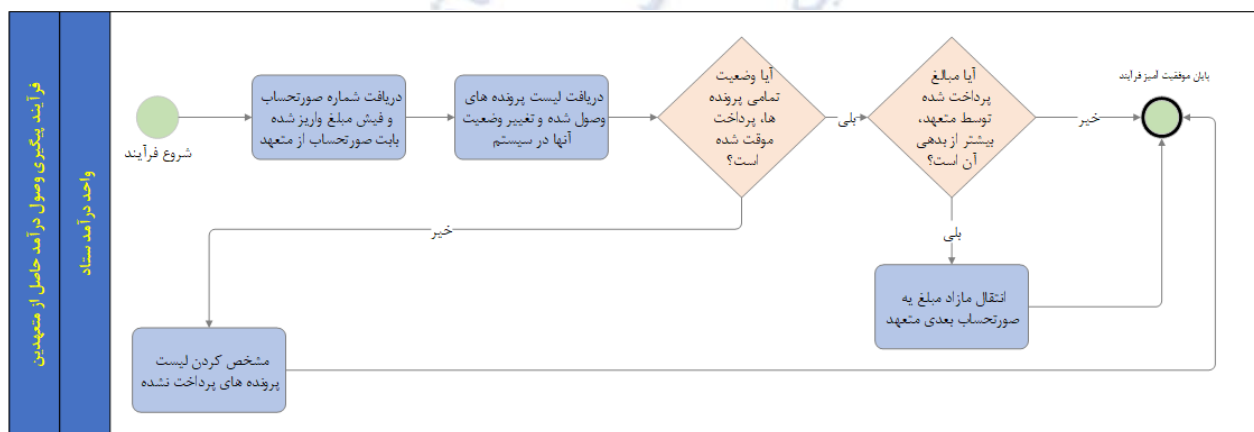 فرآیند پیگیری وصول درآمد حاصل از متعهدین
واحد درآمد ستاد
شروع فرآیند
دریافت شماره صورتحساب
و فیش مبلغ واریز شده
بابت صورتحساب از متعهد
دریافت لیست پرونده های
وصول شده و تغییر وضعیت
آنها در سیستم
آیا وضعیت
تمامی پرونده
ها، پرداخت
موقت شده
است؟
بلی
آیا مبالغ
پرداخت شده
توسط متعهد،
بیشتر از بدهی
آن است؟
خیر
پایان موفقیت آمیز فرآیند
خیر
بلی
انتقال مازاد مبلغ یه
صورتحساب بعدی متعهد
مشخص کردن لیست
پرونده های پرداخت نشده